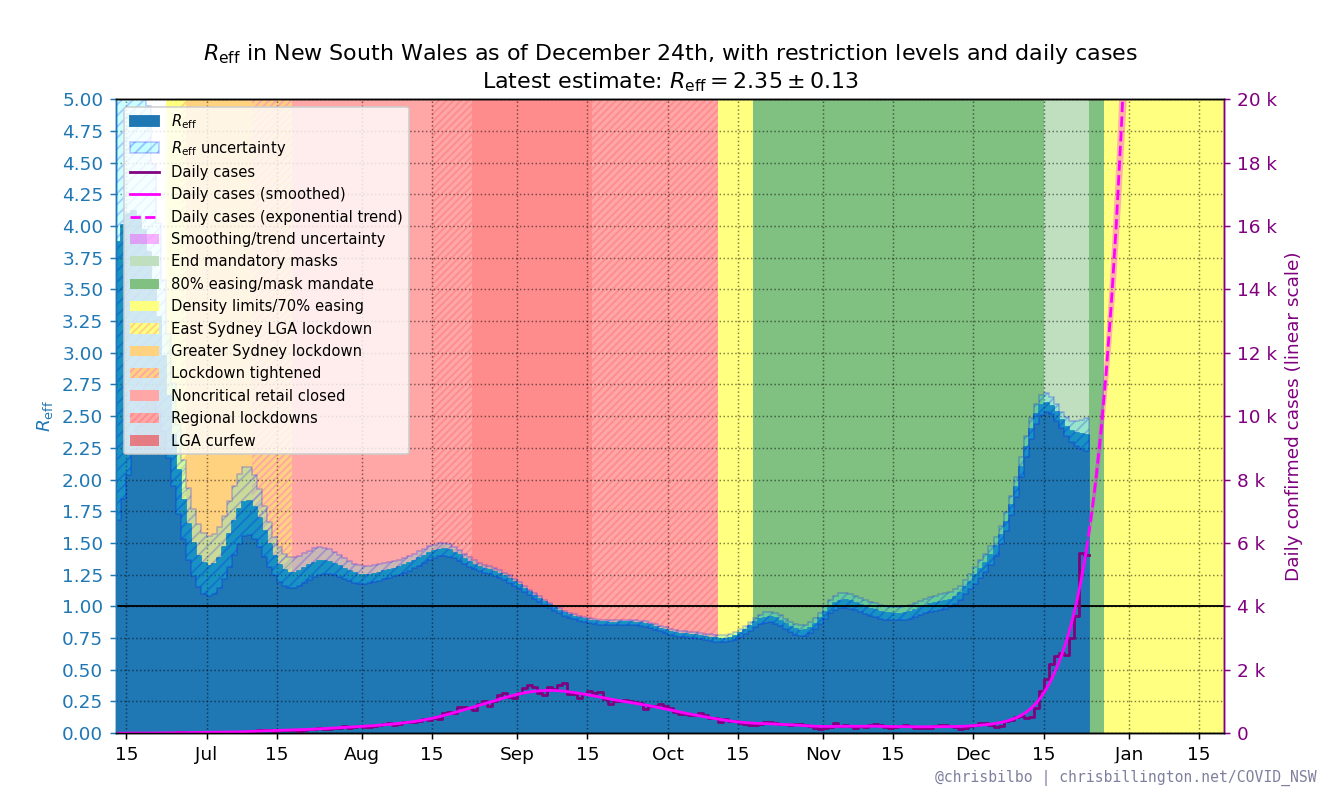 R_eff in New South Wales as of December 24th, with restriction levels and daily cases
Latest estimate: R_eff = 2.35 ± 0.13
R_eff
R_eff uncertainty
Daily cases
Daily cases (smoothed)
Daily cases (exponential trend)
Smoothing/trend uncertainty
End mandatory masks
80% easing/mask mandate
Density limits/70% easing
East Sydney LGA lockdown
Greater Sydney lockdown
Lockdown tightened
Noncritical retail closed
Regional lockdowns
LGA curfew
5.00
4.75
4.50
4.25
4.00
3.75
3.50
3.25
3.00
2.75
2.50
2.25
2.00
1.75
1.50
1.25
1.00
0.75
0.50
0.25
0.00
R_eff
20 k
18 k
16 k
14 k
12 k
10 k
8 k
6 k
4 k
2 k
0
Daily confirmed cases (linear scale)
15 Jul 15 Aug 15 Sep 15 Oct 15 Nov 15 Dec 15 Jan 15
@chrisbilbo | chrisbillington.net/COVID_NSW